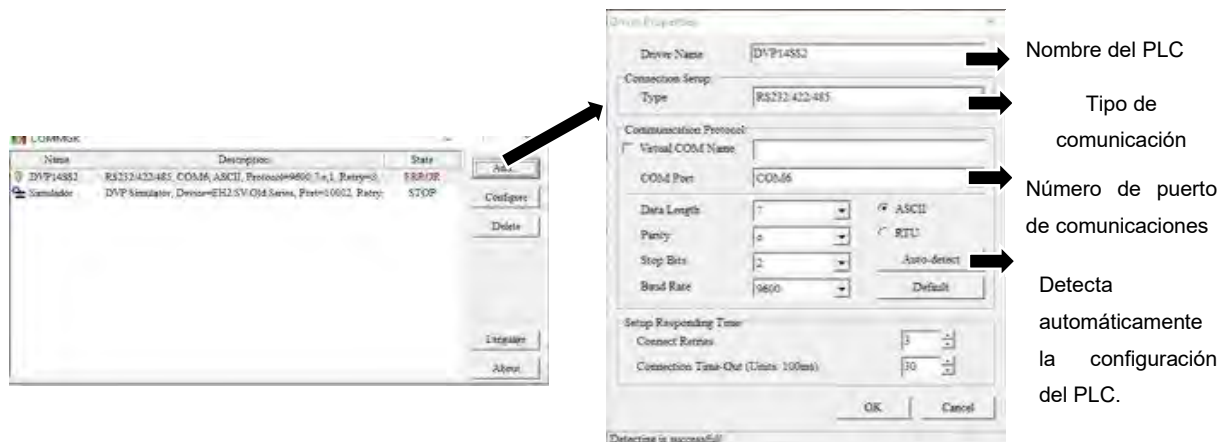 COMMGR
Name Description State
DVP14SS2 RS232/422/485, COM6, ASCII, Protocol=9600, 7,e,1, Retry=3, ERROR
Simulador DVP Simulator, Device=EH2/SV/Old Series, Port=10002, Retry: STOP
Add...
Configure
Delete
Language
About
Driver Properties
Driver Name DVP14SS2
Connection Setup
Type RS232/422/485
Communication Protocol
Virtual COM Name
COM Port COM6
Data Length 7 ASCII
Parity e RTU
Stop Bits 2 Auto-detect
Baud Rate 9600 Default
Setup Responding Time
Connect Retries 3
Connection Time-Out (Units: 100ms) 30
OK Cancel
Detecting is successful!
Nombre del PLC
Tipo de
comunicación
Número de puerto
de comunicaciones
Detecta
automáticamente
la configuración
del PLC.